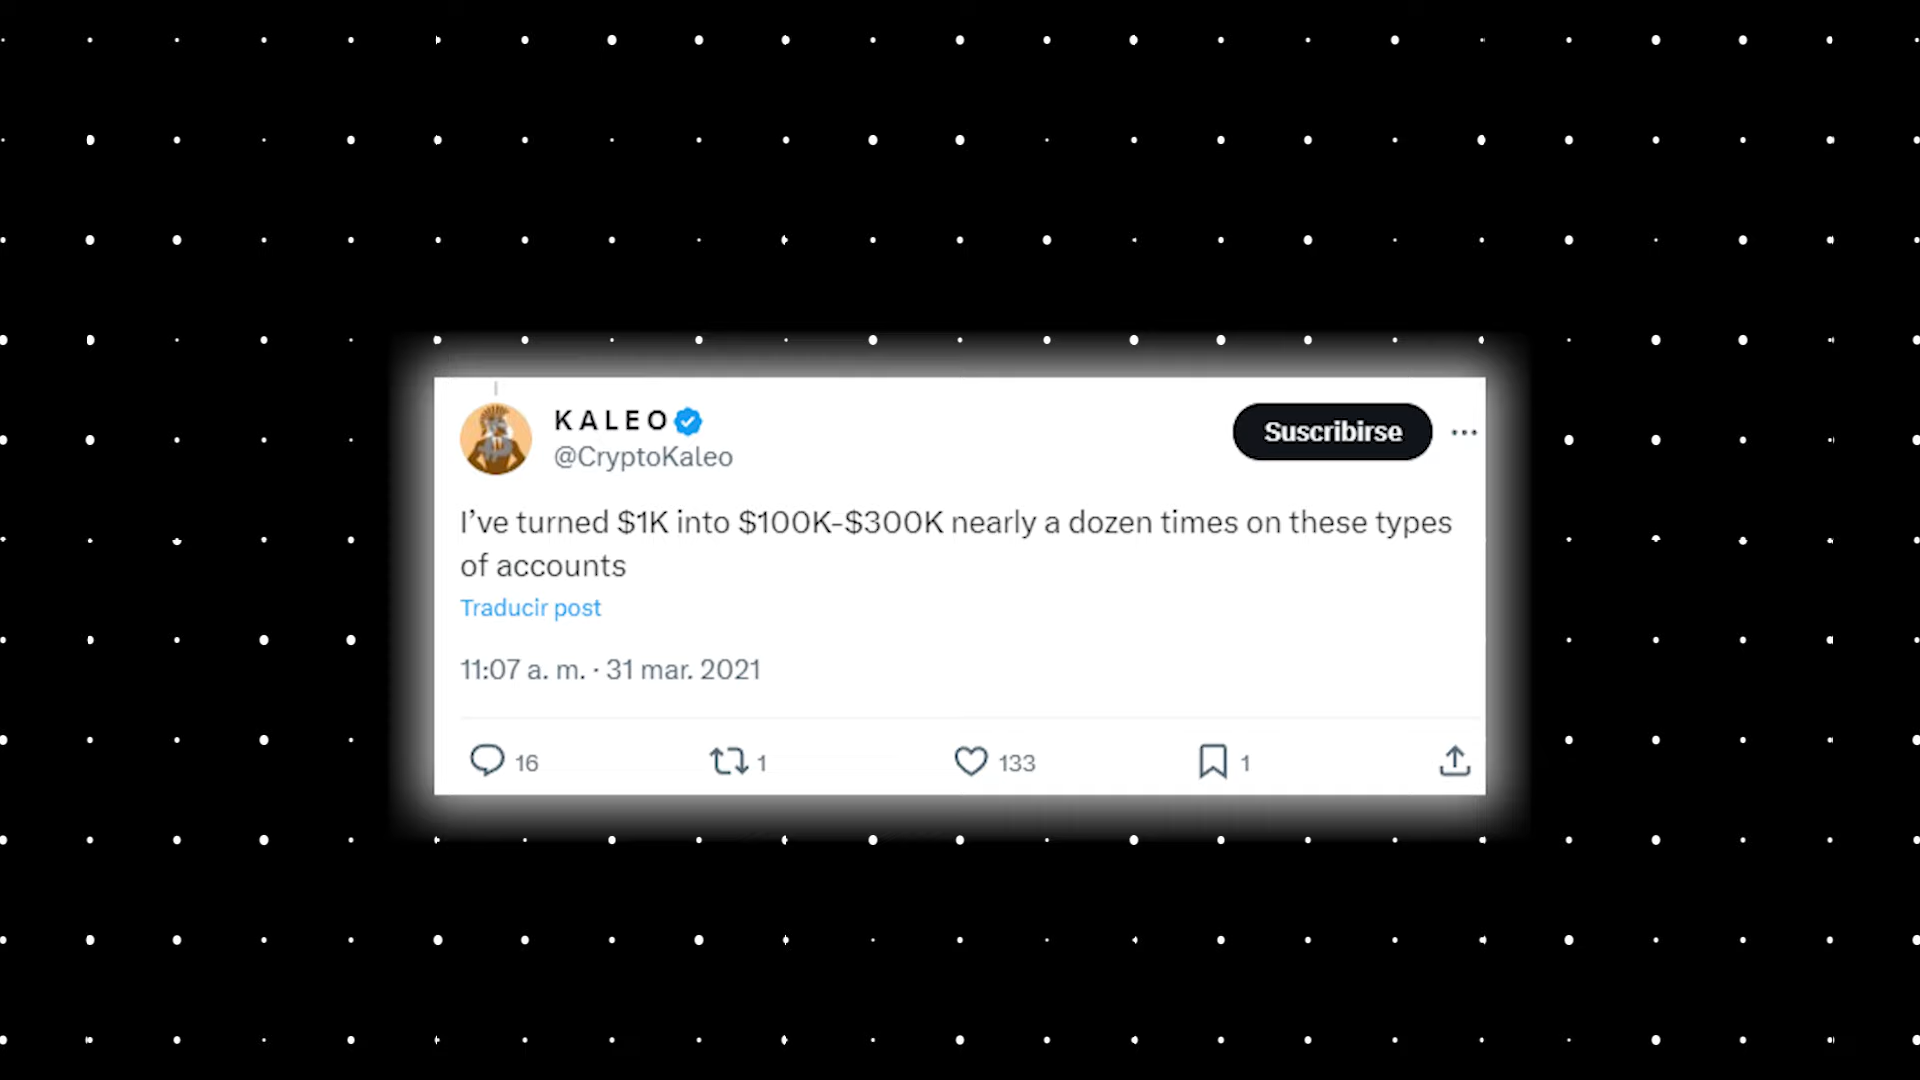 KALEO
@CryptoKaleo
Suscribirse
I’ve turned $1K into $100K-$300K nearly a dozen times on these types
of accounts
Traducir post
11:07 a. m. · 31 mar. 2021
16
1
133
1